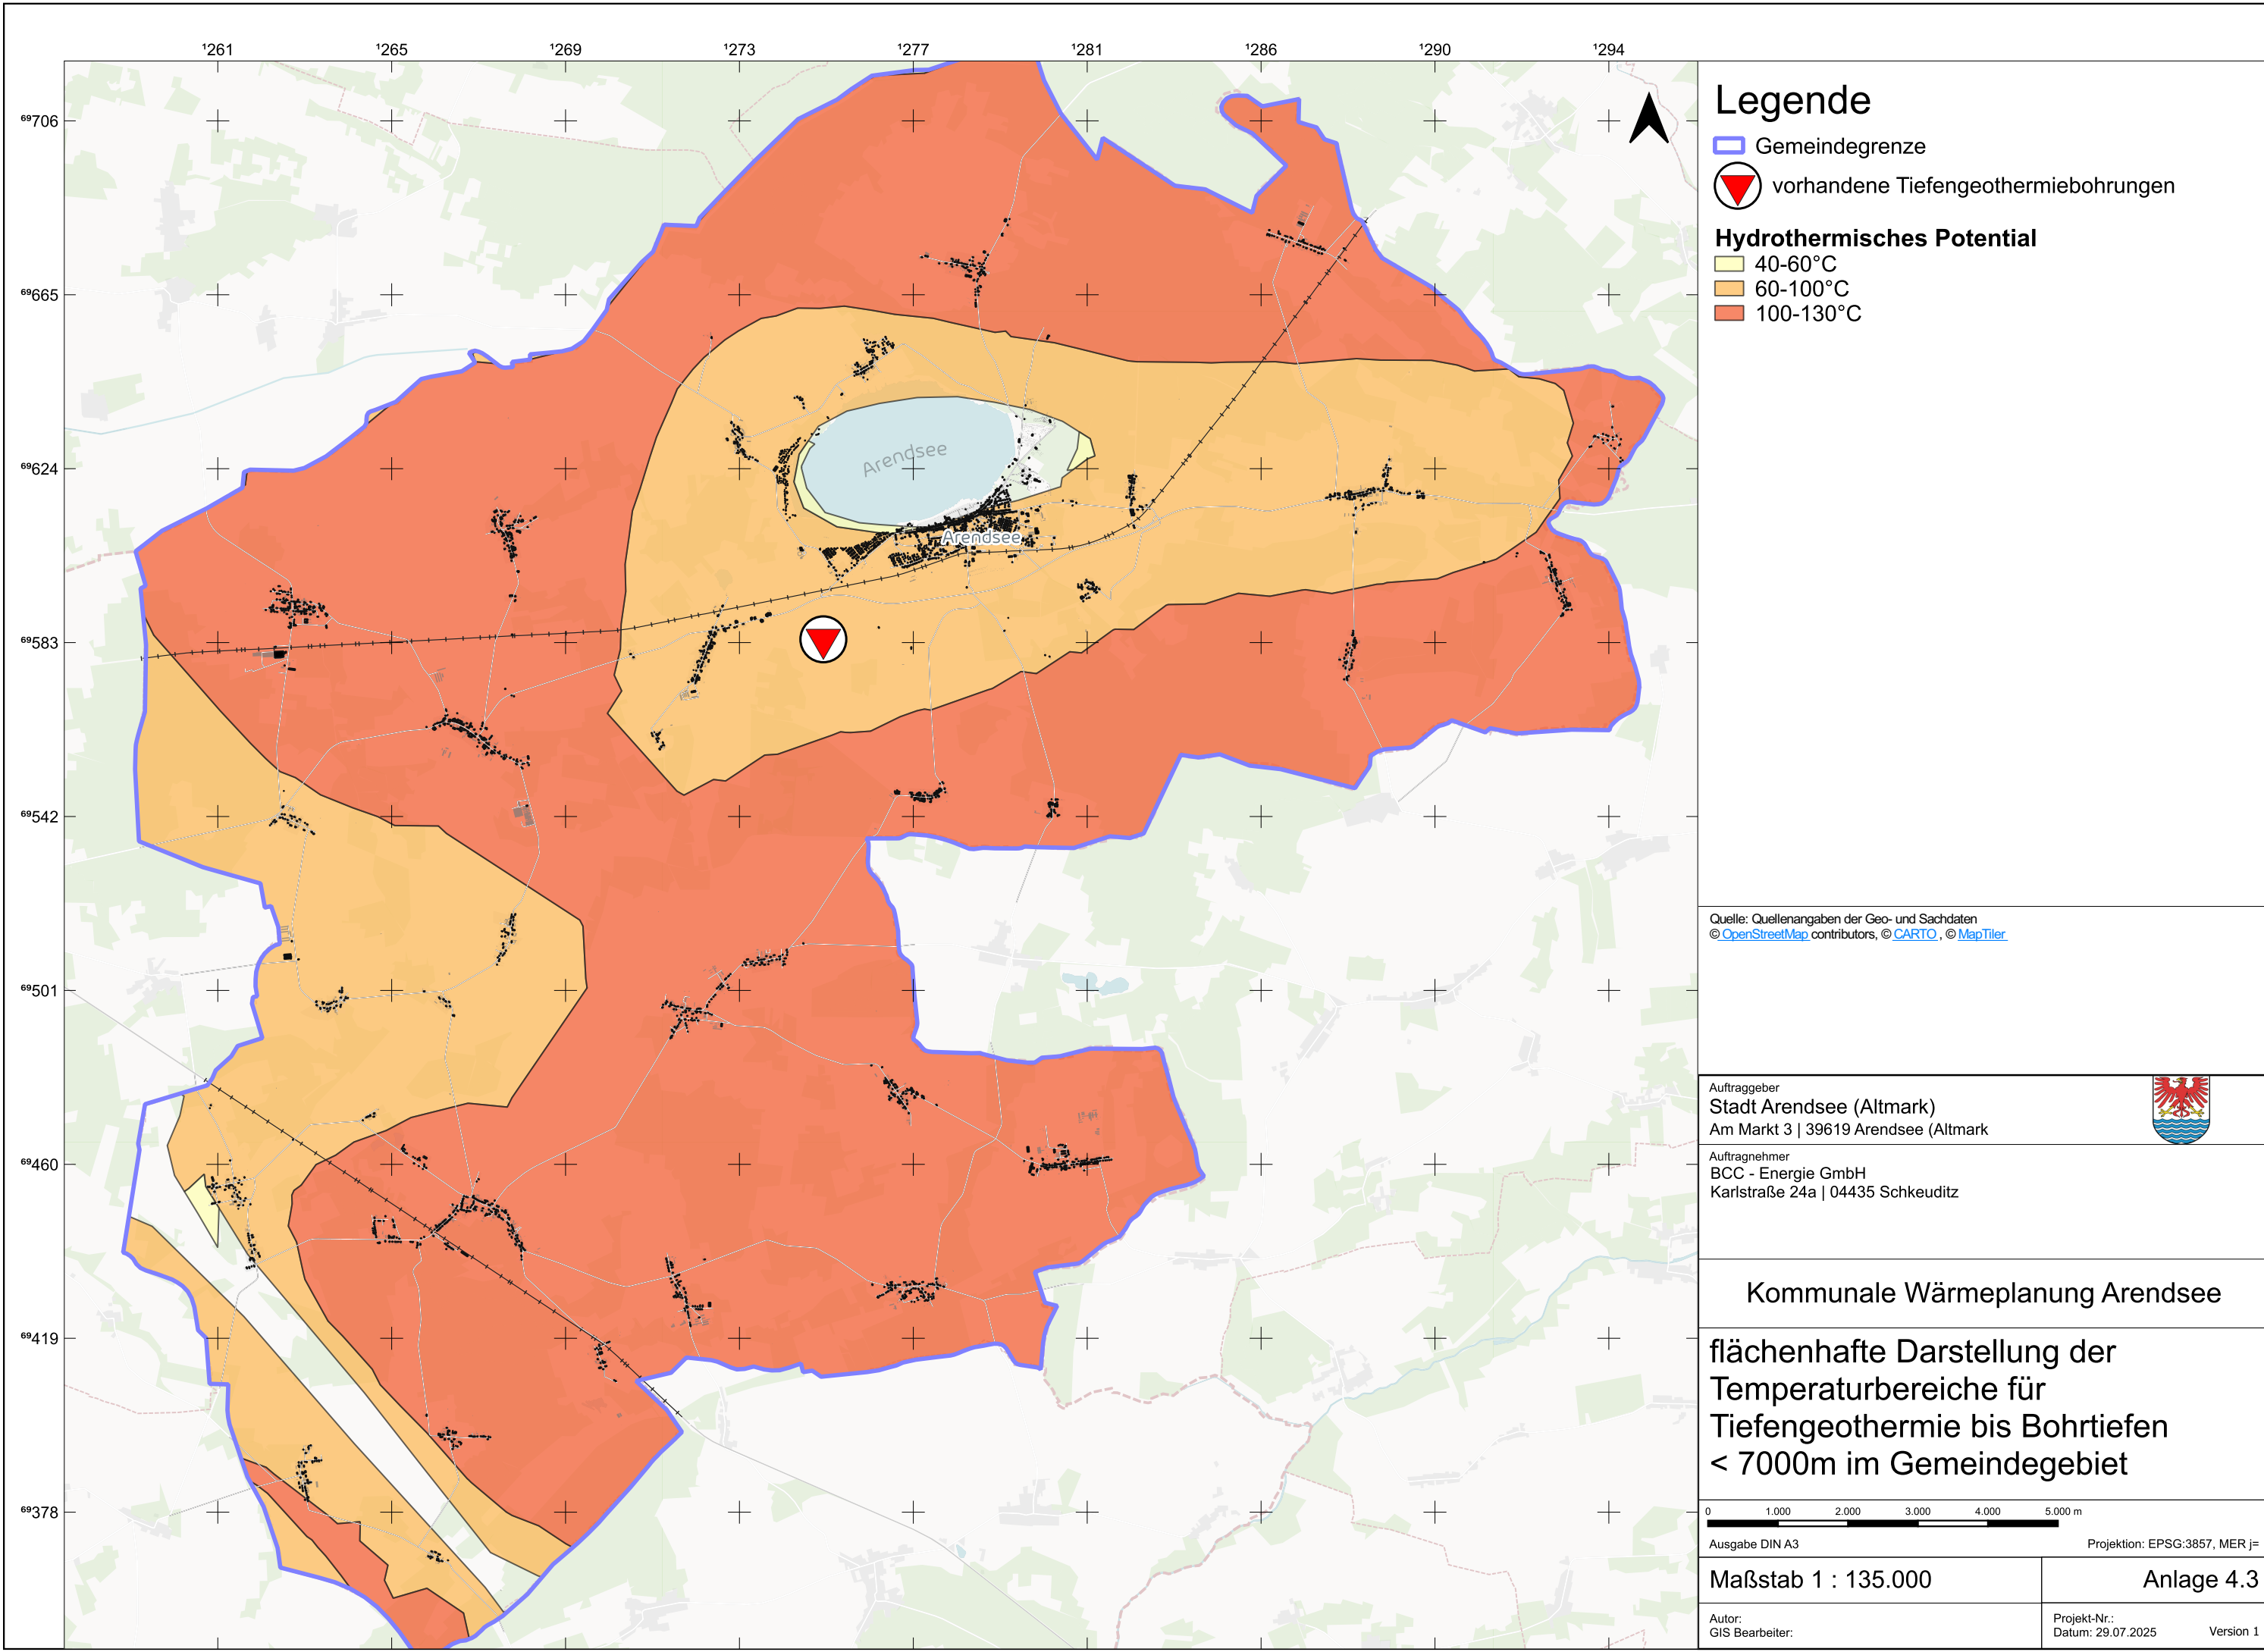 ¹261 ¹265 ¹269 ¹273 ¹277 ¹281 ¹286 ¹290 ¹294
⁶⁹706
⁶⁹665
⁶⁹624
⁶⁹583
⁶⁹542
⁶⁹501
⁶⁹460
⁶⁹419
⁶⁹378
Arendsee
Arendsee
Legende
Gemeindegrenze
vorhandene Tiefengeothermiebohrungen
Hydrothermisches Potential
40-60°C
60-100°C
100-130°C
Quelle: Quellenangaben der Geo- und Sachdaten
© OpenStreetMap contributors, © CARTO , © MapTiler
Auftraggeber
Stadt Arendsee (Altmark)
Am Markt 3 | 39619 Arendsee (Altmark
Auftragnehmer
BCC - Energie GmbH
Karlstraße 24a | 04435 Schkeuditz
Kommunale Wärmeplanung Arendsee
flächenhafte Darstellung der
Temperaturbereiche für
Tiefengeothermie bis Bohrtiefen
< 7000m im Gemeindegebiet
0 1.000 2.000 3.000 4.000 5.000 m
Ausgabe DIN A3 Projektion: EPSG:3857, MER j=
Maßstab 1 : 135.000 Anlage 4.3
Autor: Projekt-Nr.:
GIS Bearbeiter: Datum: 29.07.2025 Version 1